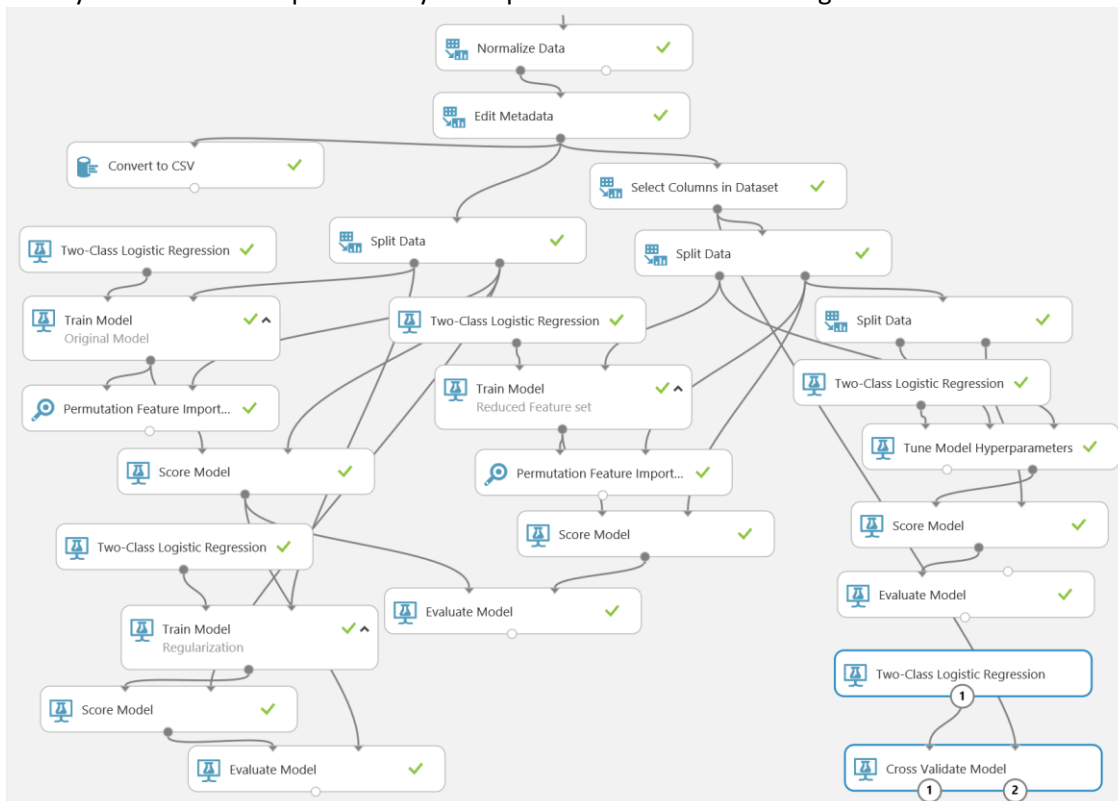 Normalize Data
Edit Metadata
Convert to CSV
Select Columns in Dataset
Two-Class Logistic Regression
Split Data
Split Data
Train Model
Original Model
Two-Class Logistic Regression
Split Data
Train Model
Reduced Feature set
Two-Class Logistic Regression
Permutation Feature Import...
Tune Model Hyperparameters
Score Model
Permutation Feature Import...
Score Model
Score Model
Two-Class Logistic Regression
Evaluate Model
Evaluate Model
Train Model
Regularization
Two-Class Logistic Regression
1
Score Model
Evaluate Model
Cross Validate Model
1
2